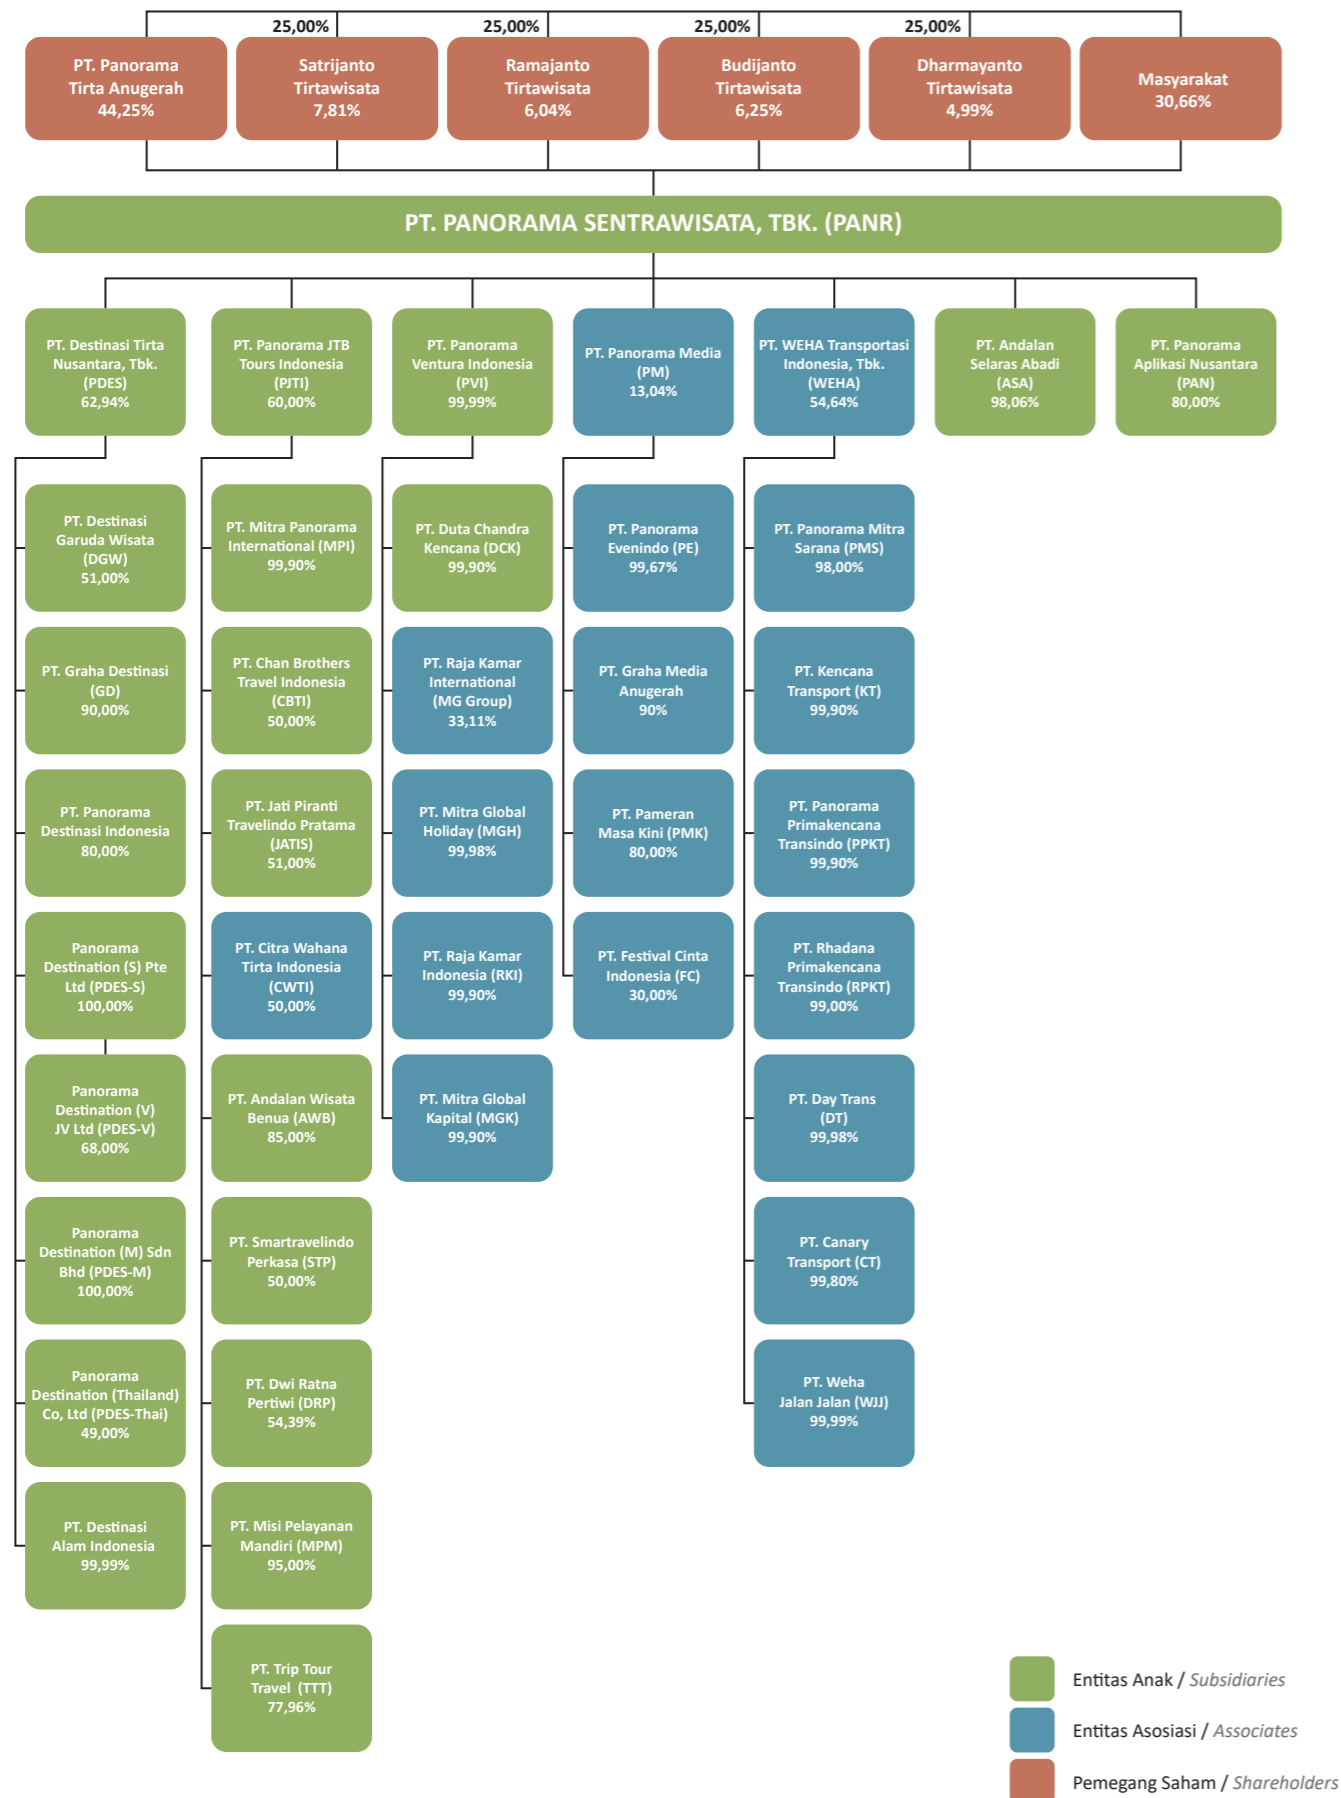 25,00%
25,00%
25,00%
25,00%
PT. Panorama
Tirta Anugerah
44,25%
Satrijanto
Tirtawisata
7,81%
Ramajanto
Tirtawisata
6,04%
Budijanto
Tirtawisata
6,25%
Dharmayanto
Tirtawisata
4,99%
Masyarakat
30,66%
PT. PANORAMA SENTRAWISATA, TBK. (PANR)
PT. Destinasi Tirta
Nusantara, Tbk.
(PDES)
62,94%
PT. Panorama JTB
Tours Indonesia
(PJTI)
60,00%
PT. Panorama
Ventura Indonesia
(PVI)
99,99%
PT. Panorama Media
(PM)
13,04%
PT. WEHA Transportasi
Indonesia, Tbk.
(WEHA)
54,64%
PT. Andalan
Selaras Abadi
(ASA)
98,06%
PT. Panorama
Aplikasi Nusantara
(PAN)
80,00%
PT. Destinasi
Garuda Wisata
(DGW)
51,00%
PT. Graha Destinasi
(GD)
90,00%
PT. Panorama
Destinasi Indonesia
80,00%
Panorama
Destination (S) Pte
Ltd (PDES-S)
100,00%
Panorama
Destination (V)
JV Ltd (PDES-V)
68,00%
Panorama
Destination (M) Sdn
Bhd (PDES-M)
100,00%
Panorama
Destination (Thailand)
Co, Ltd (PDES-Thai)
49,00%
PT. Destinasi
Alam Indonesia
99,99%
PT. Mitra Panorama
International (MPI)
99,90%
PT. Chan Brothers
Travel Indonesia
(CBTI)
50,00%
PT. Jati Piranti
Travelindo Pratama
(JATIS)
51,00%
PT. Citra Wahana
Tirta Indonesia
(CWTI)
50,00%
PT. Andalan Wisata
Benua (AWB)
85,00%
PT. Smartravelindo
Perkasa (STP)
50,00%
PT. Dwi Ratna
Pertiwi (DRP)
54,39%
PT. Misi Pelayanan
Mandiri (MPM)
95,00%
PT. Trip Tour
Travel (TTT)
77,96%
PT. Duta Chandra
Kencana (DCK)
99,90%
PT. Raja Kamar
International
(MG Group)
33,11%
PT. Mitra Global
Holiday (MGH)
99,98%
PT. Raja Kamar
Indonesia (RKI)
99,90%
PT. Mitra Global
Kapital (MGK)
99,90%
PT. Panorama
Evenindo (PE)
99,67%
PT. Graha Media
Anugerah
90%
PT. Pameran
Masa Kini (PMK)
80,00%
PT. Festival Cinta
Indonesia (FC)
30,00%
PT. Panorama Mitra
Sarana (PMS)
98,00%
PT. Kencana
Transport (KT)
99,90%
PT. Panorama
Primakencana
Transindo (PPKT)
99,90%
PT. Rhadana
Primakencana
Transindo (RPKT)
99,00%
PT. Day Trans
(DT)
99,98%
PT. Canary
Transport (CT)
99,80%
PT. Weha
Jalan Jalan (WJJ)
99,99%
Entitas Anak / Subsidiaries
Entitas Asosiasi / Associates
Pemegang Saham / Shareholders